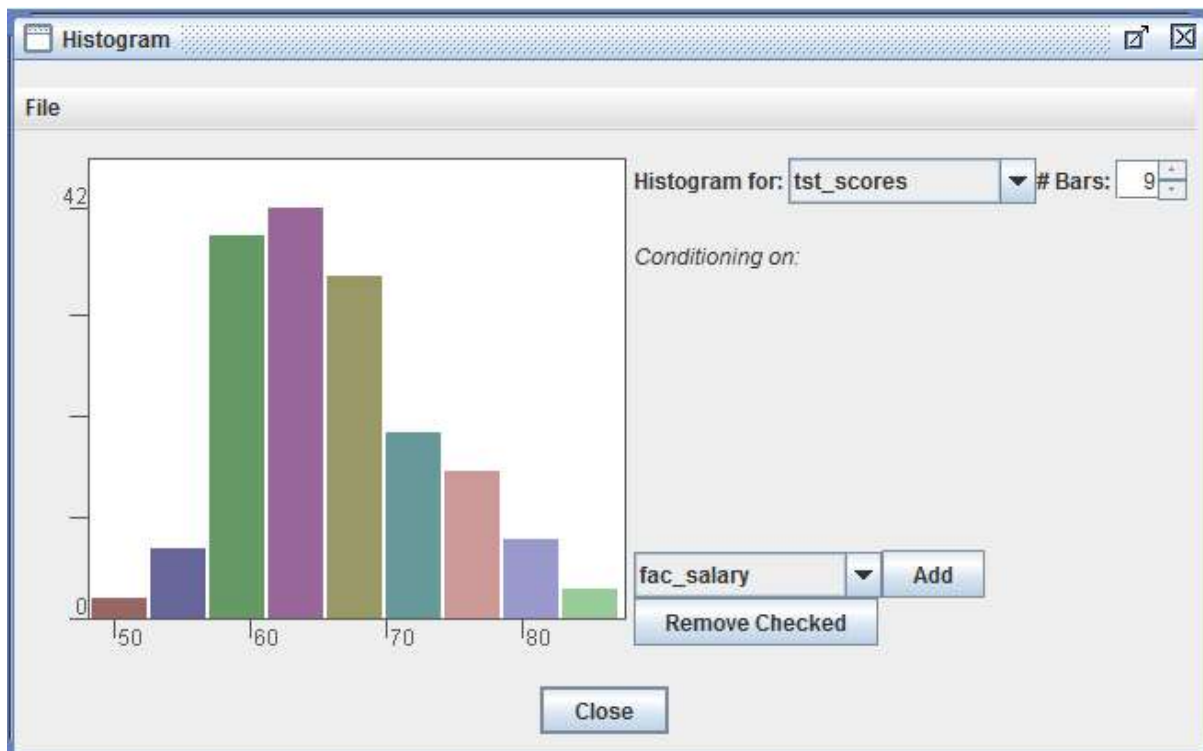 Histogram
File
Histogram for: tst_scores # Bars: 9
Conditioning on:
42
0
50 60 70 80
fac_salary Add
Remove Checked
Close